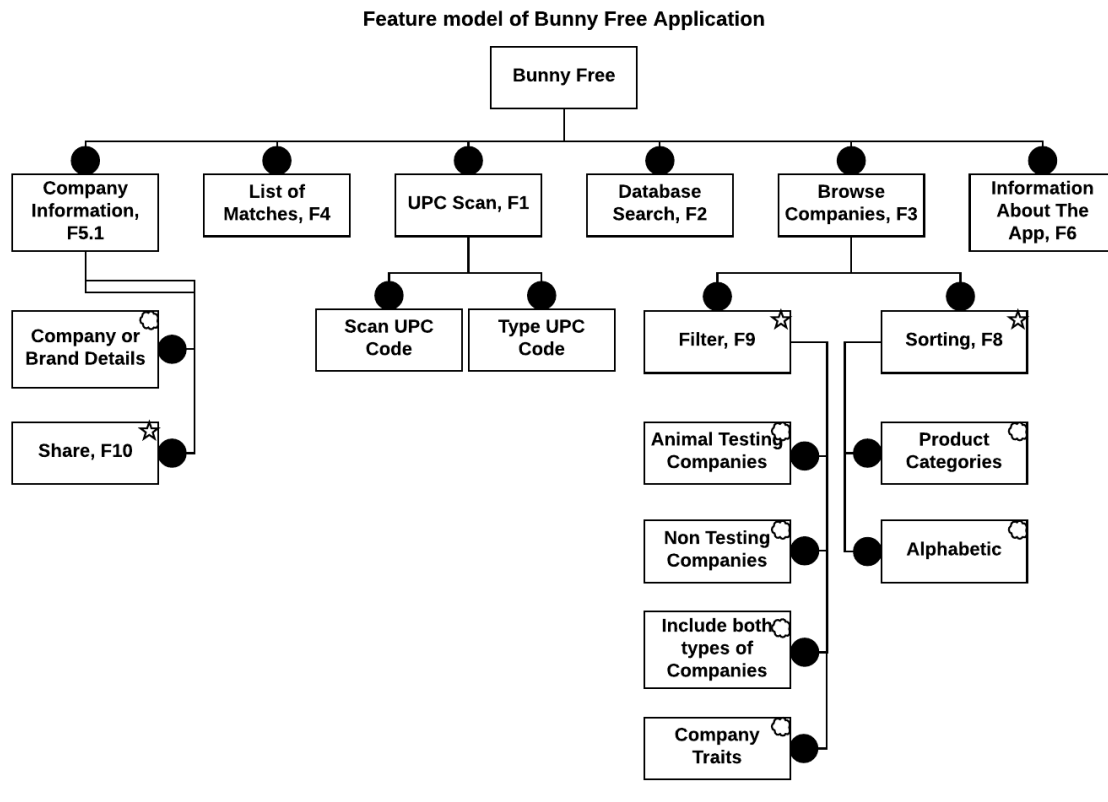 Feature model of Bunny Free Application
Bunny Free
Company
Information,
F5.1
List of
Matches, F4
UPC Scan, F1
Database
Search, F2
Browse
Companies, F3
Information
About The
App, F6
Company or
Brand Details
Share, F10
Scan UPC
Code
Type UPC
Code
Filter, F9
Sorting, F8
Animal Testing
Companies
Non Testing
Companies
Include both
types of
Companies
Company
Traits
Product
Categories
Alphabetic